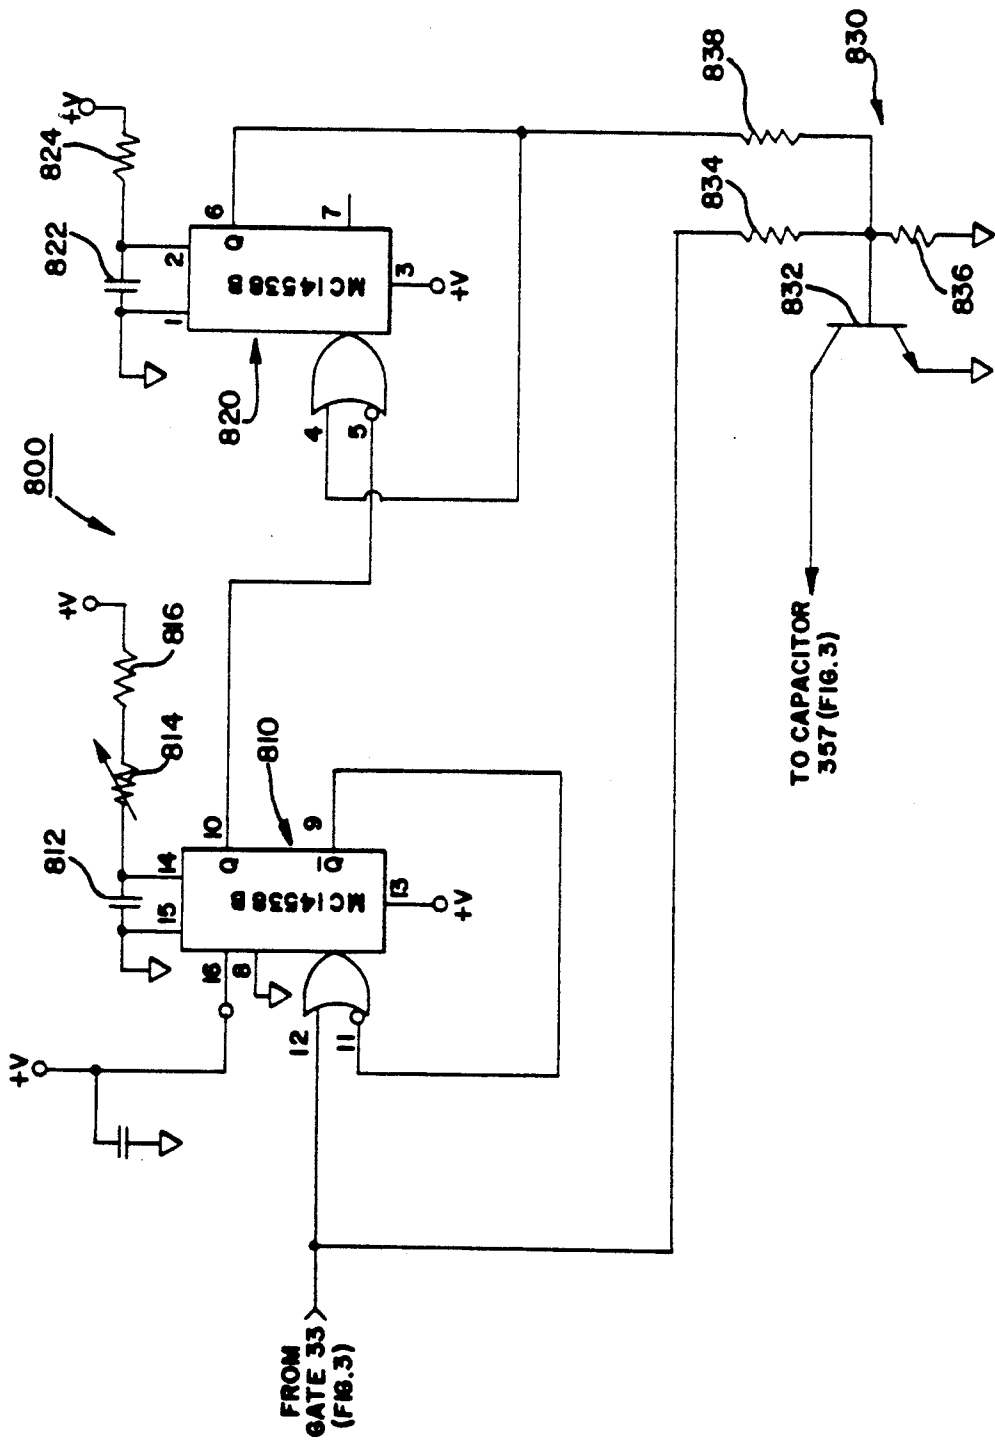 800
+V
+V
+V
812
814
816
822
824
15
14
16
8
MC14538B
Q
Q
10
9
13
+V
810
12
11
1
2
MC14538B
Q
6
7
3
+V
820
4
5
FROM
GATE 33
(FIG.3)
TO CAPACITOR
357 (FIG.3)
832
834
836
838
830